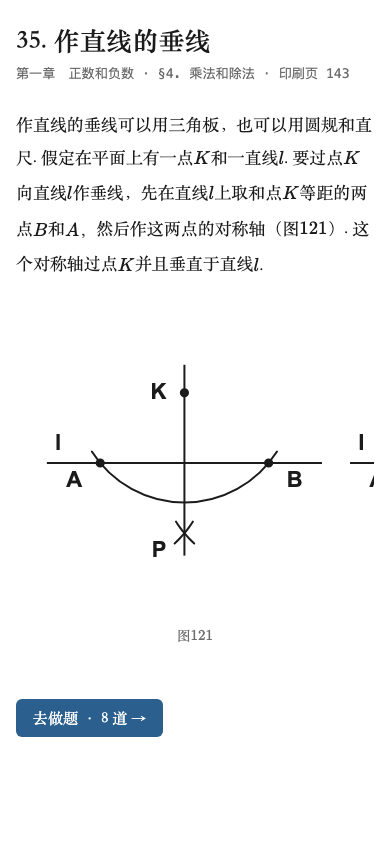 35. 作直线的垂线
第一章　正数和负数 · §4. 乘法和除法 · 印刷页 143
作直线的垂线可以用三角板，也可以用圆规和直
尺. 假定在平面上有一点K和一直线l. 要过点K
向直线l作垂线，先在直线l上取和点K等距的两
点B和A，然后作这两点的对称轴（图121）. 这
个对称轴过点K并且垂直于直线l.
K
l
l
A
B
P
图121
去做题 · 8 道 →